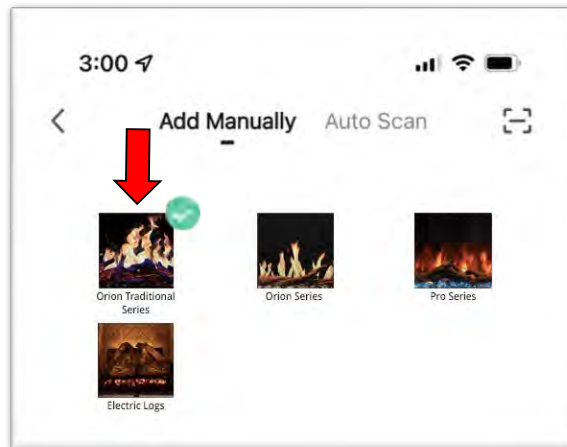 3:00
Add Manually Auto Scan
Orion Traditional
Series
Orion Series
Pro Series
Electric Logs